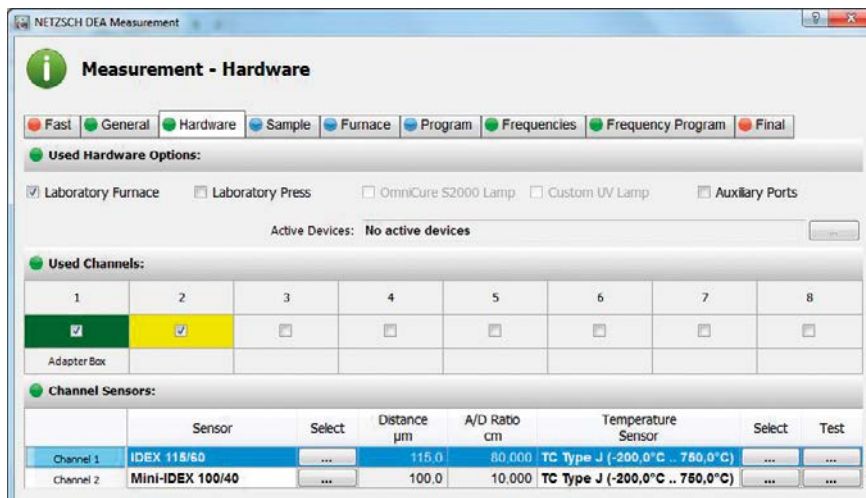 NETZSCH DEA Measurement
Measurement - Hardware
Fast General Hardware Sample Furnace Program Frequencies Frequency Program Final
Used Hardware Options:
Laboratory Furnace Laboratory Press OmniCure S2000 Lamp Custom UV Lamp Auxiliary Ports
Active Devices: No active devices ...
Used Channels:
1 2 3 4 5 6 7 8
Adapter Box
Channel Sensors:
Sensor Select Distance µm A/D Ratio cm Temperature Sensor Select Test
Channel 1 IDEX 115/60 ... 115,0 80,000 TC Type J (-200,0°C .. 750,0°C) ... ...
Channel 2 Mini-IDEX 100/40 ... 100,0 10,000 TC Type J (-200,0°C .. 750,0°C) ... ...